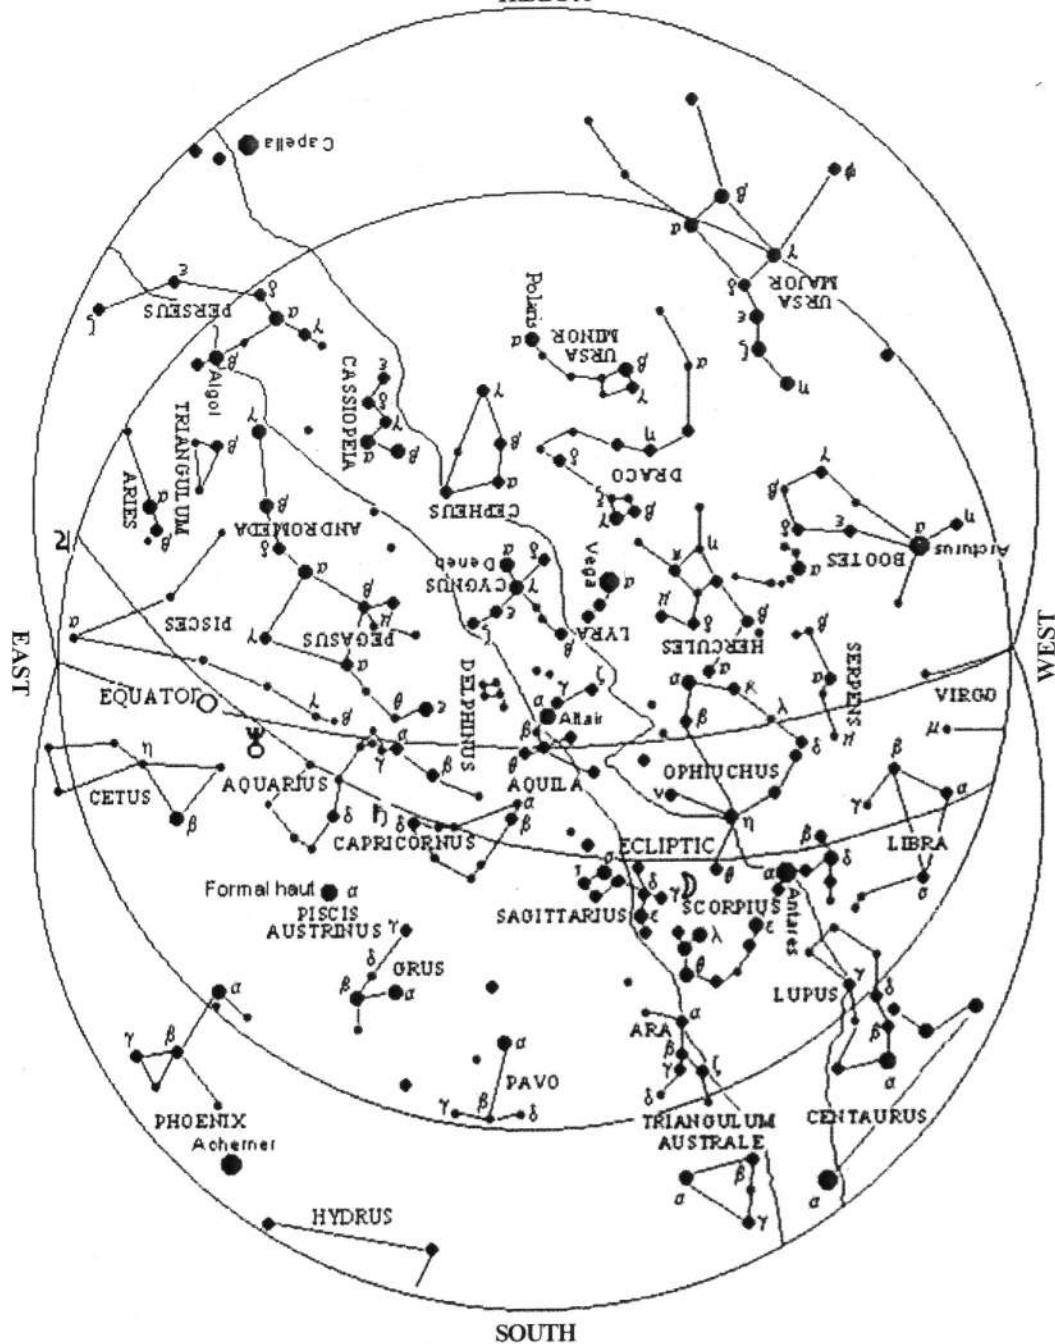 Capella
β
φ
α
γ
URSA
MAJOR
δ
ε
ζ
η
ε
δ
PERSEUS
ζ
α
γ
β
Algol
Polaris
α
URSA
MINOR
β
γ
α
CASSIOPEIA
ε
δ
γ
α
β
γ
β
α
CEPHEUS
η
δ
DRACO
ξ
γ
β
TRIANGULUM
β
ARIES
α
β
γ
β
ANDROMEDA
δ
α
γ
β
δ
ε
α
η
BOOTES
Arcturus
α
Deneb
α
δ
γ
CYGNUS
ε
ζ
β
Vega
α
LYRA
η
π
μ
δ
β
HERCULES
α
β
μ
PEGASUS
γ
α
θ
ε
PISCES
α
γ
β
β
α
SERPENS
μ
EAST
WEST
VIRGO
μ
EQUATO
DELPHINUS
ζ
γ
α
Altair
β
θ
AQUILA
α
κ
λ
β
δ
OPHIUCHUS
ν
η
θ
η
CETUS
β
AQUARIUS
γ
α
β
δ
CAPRICORNUS
δ
α
β
ECLIPTIC
β
γ
α
LIBRA
σ
Formal haut
α
PISCIS
AUSTRINUS
σ
τ
SAGITTARIUS
δ
γ
ε
SCORPIUS
α
Antares
β
δ
ε
λ
θ
γ
δ
GRUS
β
α
LUPUS
γ
δ
β
α
α
γ
β
PHOENIX
Aohemer
α
PAVO
γ
β
δ
ARA
α
β
γ
ζ
δ
TRIANGULUM
AUSTRALE
CENTAURUS
α
β
γ
α
HYDRUS
SOUTH